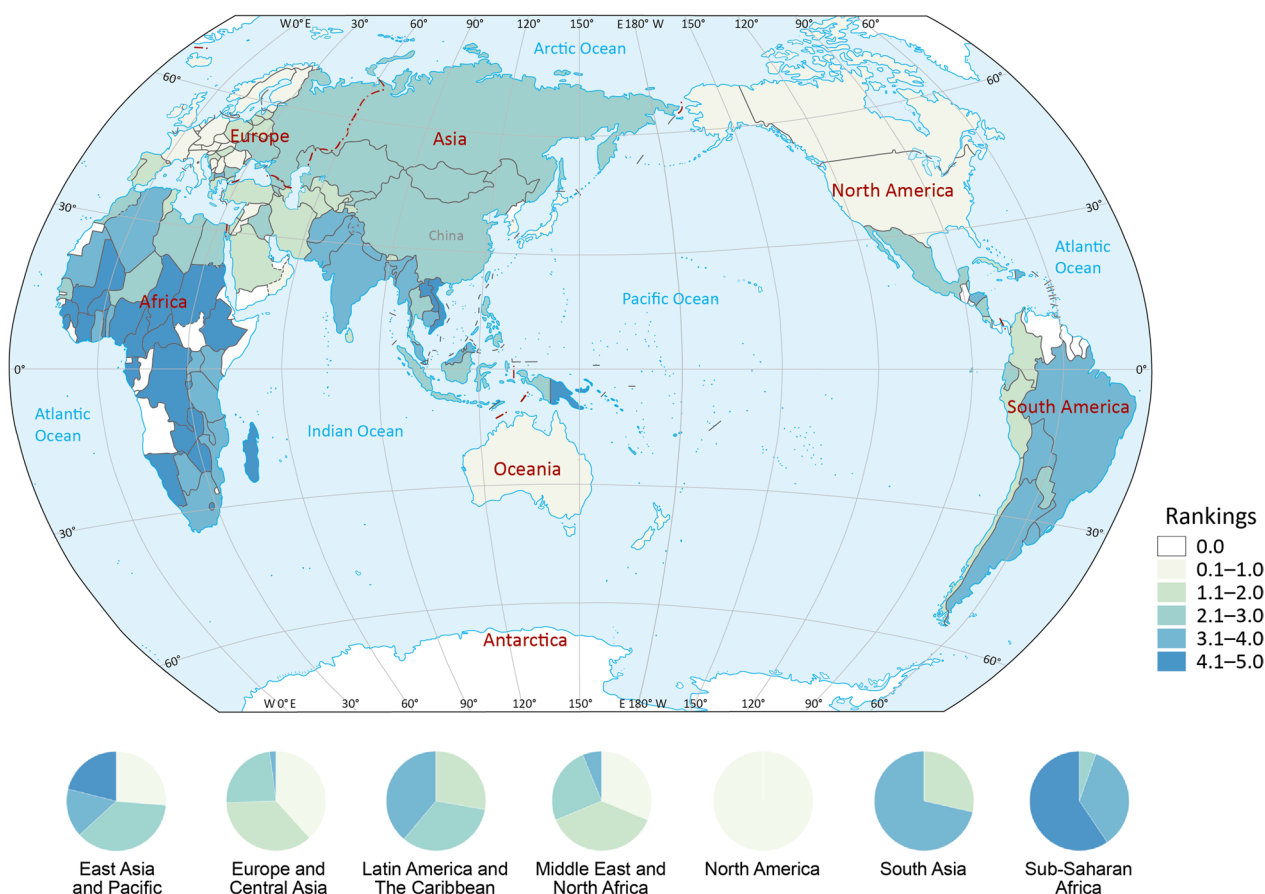 W 0° E 30° 60° 90° 120° 150° E 180° W 150° 120° 90° 60°
Arctic Ocean
60°
60°
Europe
Asia
North America
30°
30°
China
Atlantic
Ocean
Africa
Pacific Ocean
0°
0°
South America
Atlantic
Ocean
Indian Ocean
Oceania
30°
30°
Antarctica
60°
60°
W 0° E 30° 60° 90° 120° 150° E 180° W 150° 120° 90° 60°
Rankings
0.0
0.1–1.0
1.1–2.0
2.1–3.0
3.1–4.0
4.1–5.0
East Asia
and Pacific
Europe and
Central Asia
Latin America and
The Caribbean
Middle East and
North Africa
North America
South Asia
Sub-Saharan
Africa